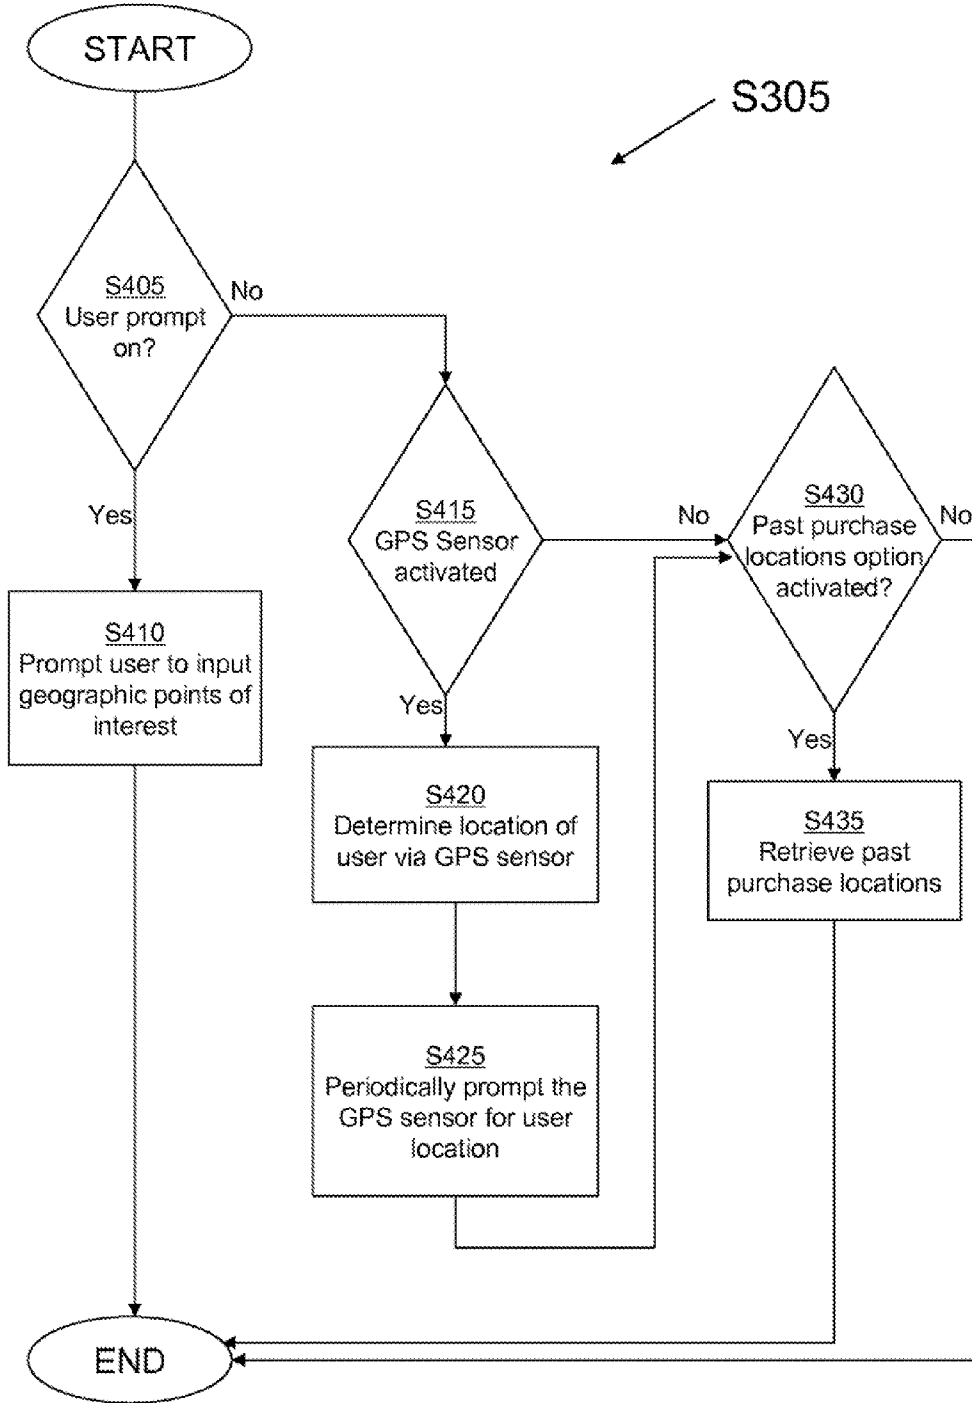 START
S305
S405
User prompt
on?
No
Yes
S410
Prompt user to input
geographic points of
interest
S415
GPS Sensor
activated
No
Yes
S420
Determine location of
user via GPS sensor
S425
Periodically prompt the
GPS sensor for user
location
S430
Past purchase
locations option
activated?
No
Yes
S435
Retrieve past
purchase locations
END